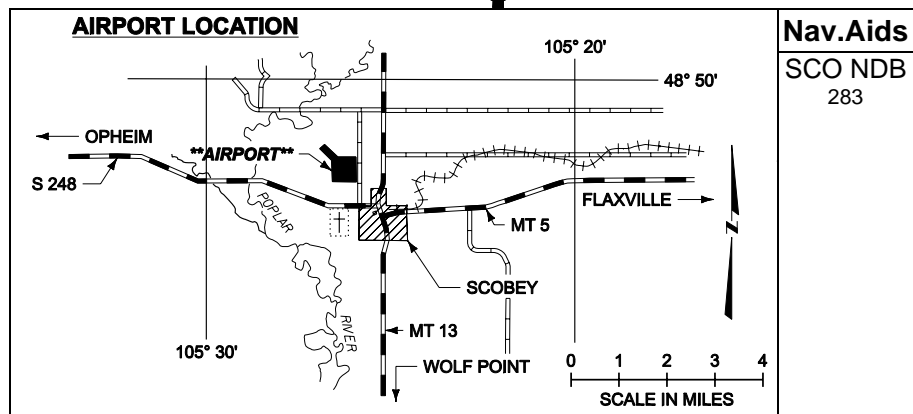 AIRPORT LOCATION
Nav.Aids
SCO NDB
283
105° 20'
48° 50'
OPHEIM
**AIRPORT**
S 248
FLAXVILLE
POPLAR
MT 5
N
SCOBEY
RIVER
MT 13
105° 30'
WOLF POINT
0 1 2 3 4
SCALE IN MILES